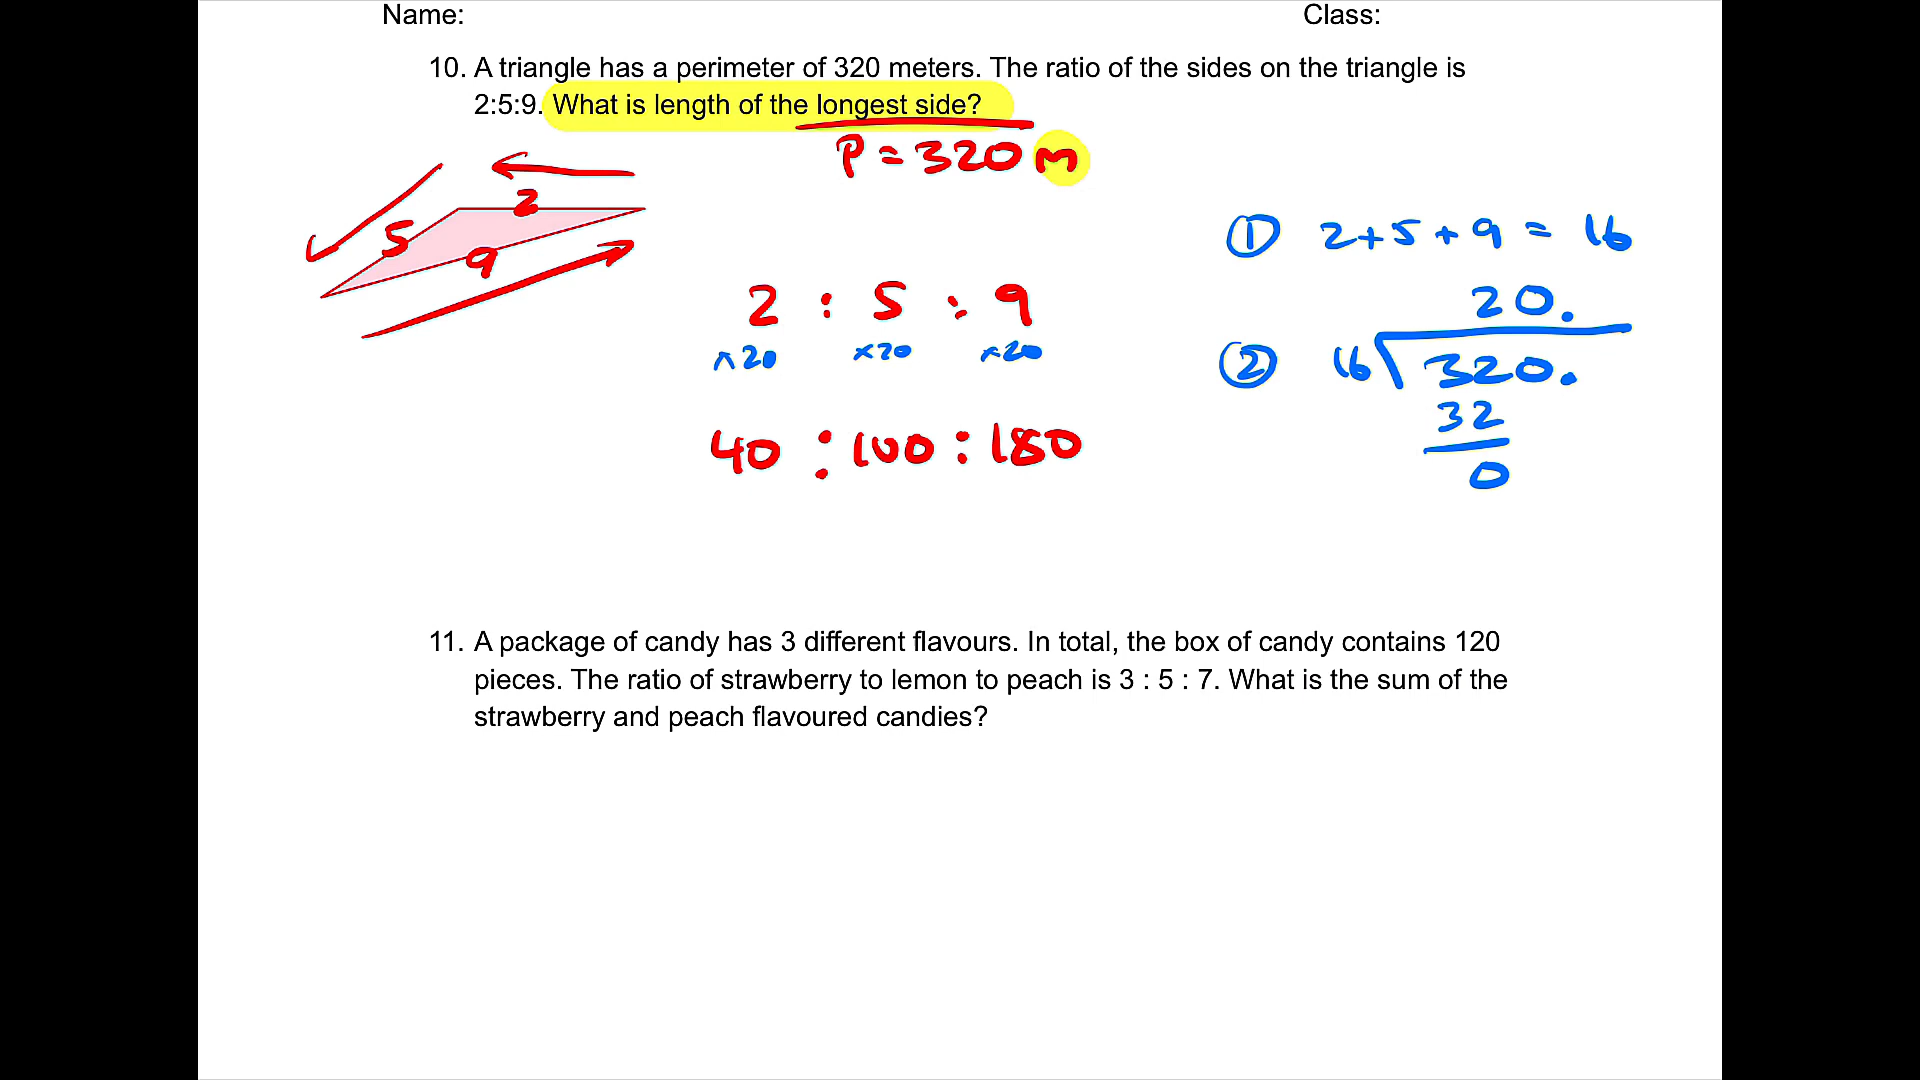 Name: Class:
10. A triangle has a perimeter of 320 meters. The ratio of the sides on the triangle is
2:5:9. What is length of the longest side?
P = 320 m
2
5
9
2 : 5 : 9
×20 ×20 ×20
40 : 100 : 180
① 2+5+9 = 16
20.
② 16 320.
32
0
11. A package of candy has 3 different flavours. In total, the box of candy contains 120
pieces. The ratio of strawberry to lemon to peach is 3 : 5 : 7. What is the sum of the
strawberry and peach flavoured candies?